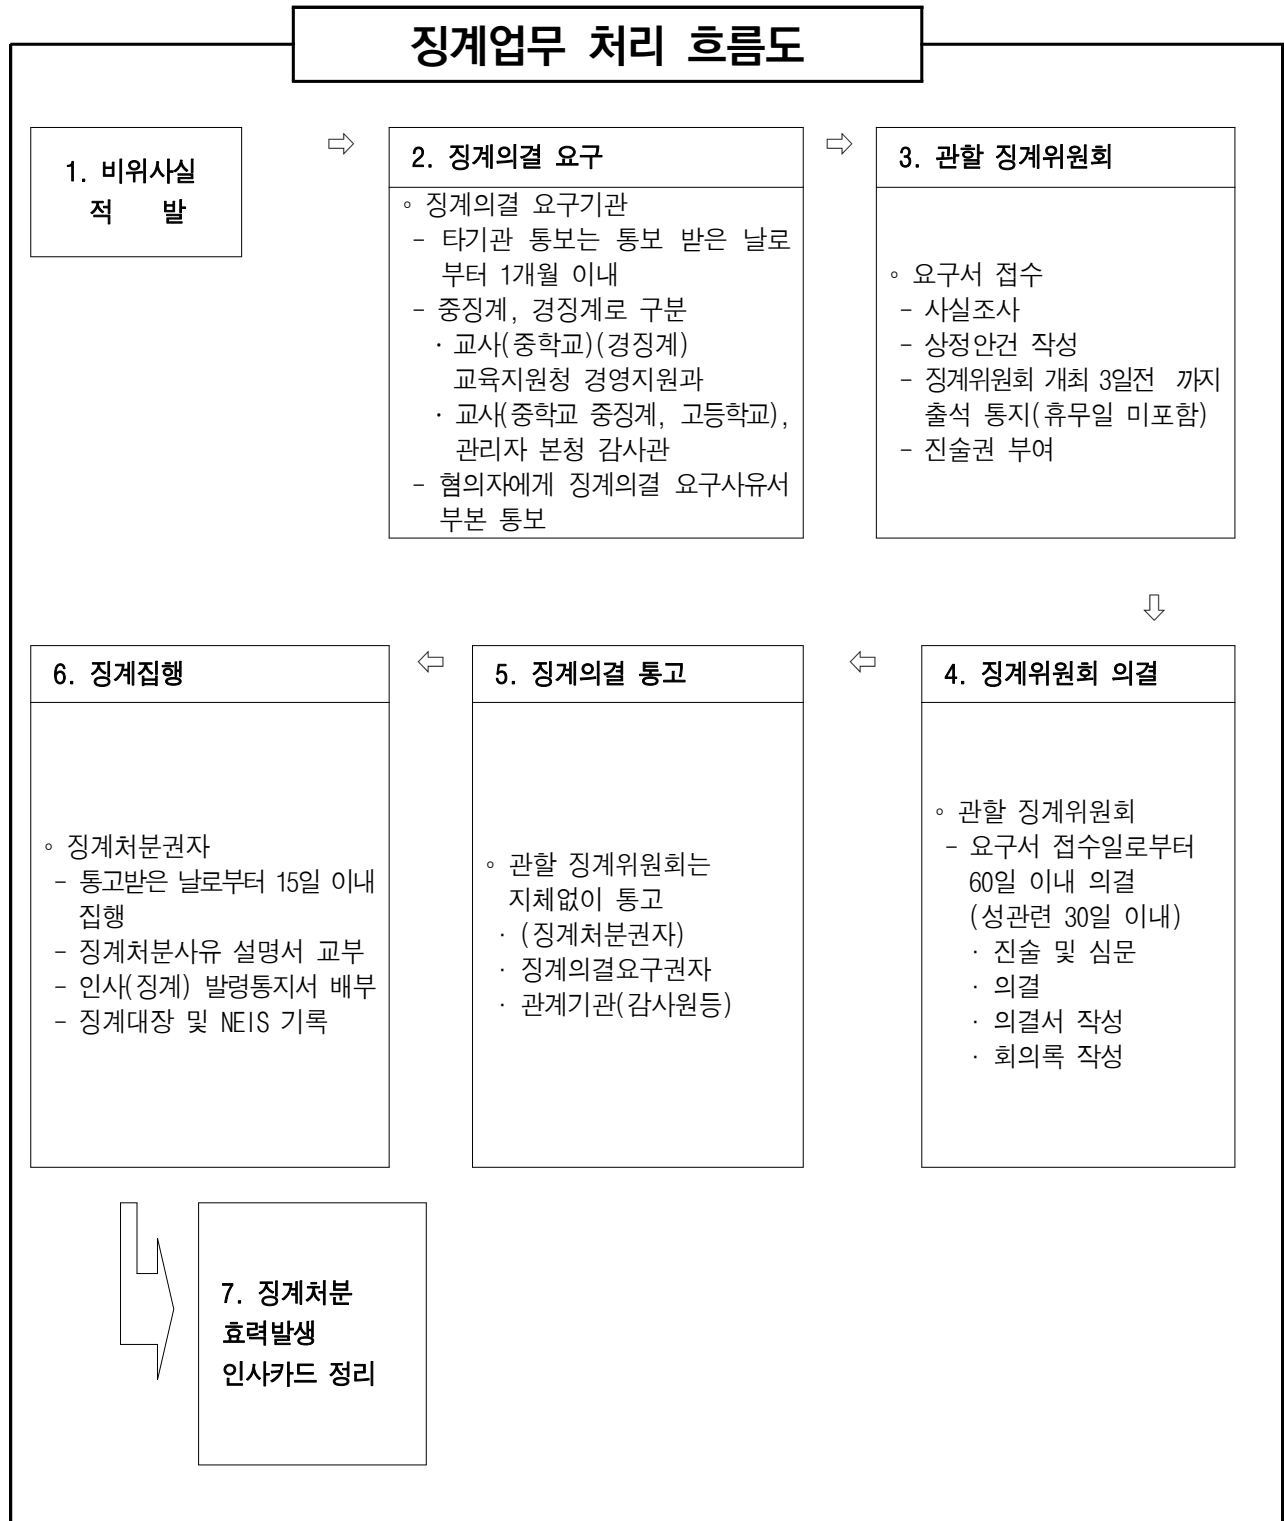 징계업무 처리 흐름도
1. 비위사실
적 발
⇨
2. 징계의결 요구
◦ 징계의결 요구기관
- 타기관 통보는 통보 받은 날로
부터 1개월 이내
- 중징계, 경징계로 구분
· 교사(중학교)(경징계)
교육지원청 경영지원과
· 교사(중학교 중징계, 고등학교),
관리자 본청 감사관
- 혐의자에게 징계의결 요구사유서
부본 통보
⇨
3. 관할 징계위원회
◦ 요구서 접수
- 사실조사
- 상정안건 작성
- 징계위원회 개최 3일전 까지
출석 통지(휴무일 미포함)
- 진술권 부여
⇩
4. 징계위원회 의결
◦ 관할 징계위원회
- 요구서 접수일로부터
60일 이내 의결
(성관련 30일 이내)
· 진술 및 심문
· 의결
· 의결서 작성
· 회의록 작성
⇦
5. 징계의결 통고
◦ 관할 징계위원회는
지체없이 통고
· (징계처분권자)
· 징계의결요구권자
· 관계기관(감사원등)
⇦
6. 징계집행
◦ 징계처분권자
- 통고받은 날로부터 15일 이내
집행
- 징계처분사유 설명서 교부
- 인사(징계) 발령통지서 배부
- 징계대장 및 NEIS 기록
7. 징계처분
효력발생
인사카드 정리